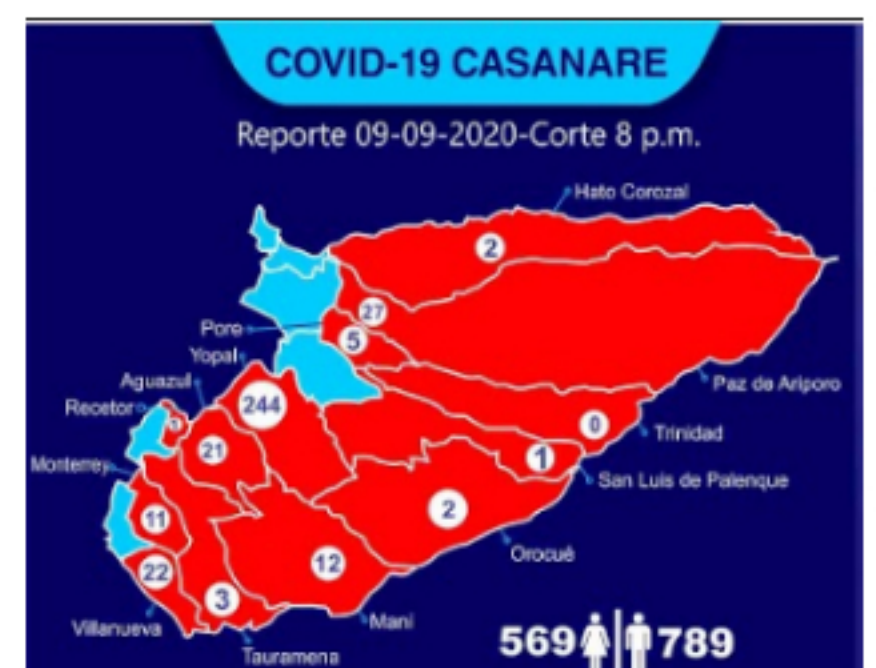 COVID-19 CASANARE
Reporte 09-09-2020-Corte 8 p.m.
Hato Corozal
2
27
Pore
5
Yopal
Aguazul
Paz de Ariporo
244
Recetor
0
Trinidad
21
Monterrey
1
San Luis de Palenque
2
11
Orocué
12
22
3
Villanueva
Maní
Tauramena
569 789